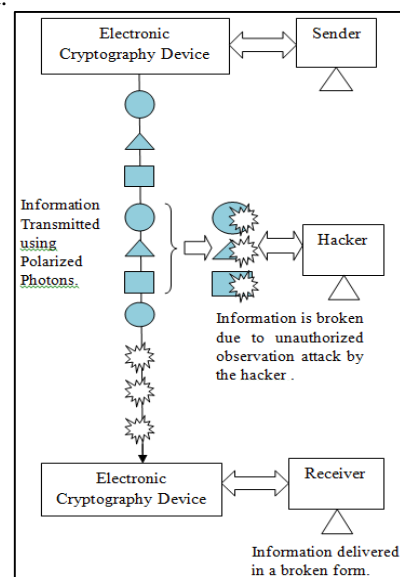 Electronic
Cryptography Device
Sender
Information
Transmitted
using
Polarized
Photons.
Hacker
Information is broken
due to unauthorized
observation attack by
the hacker .
Electronic
Cryptography Device
Receiver
Information delivered
in a broken form.